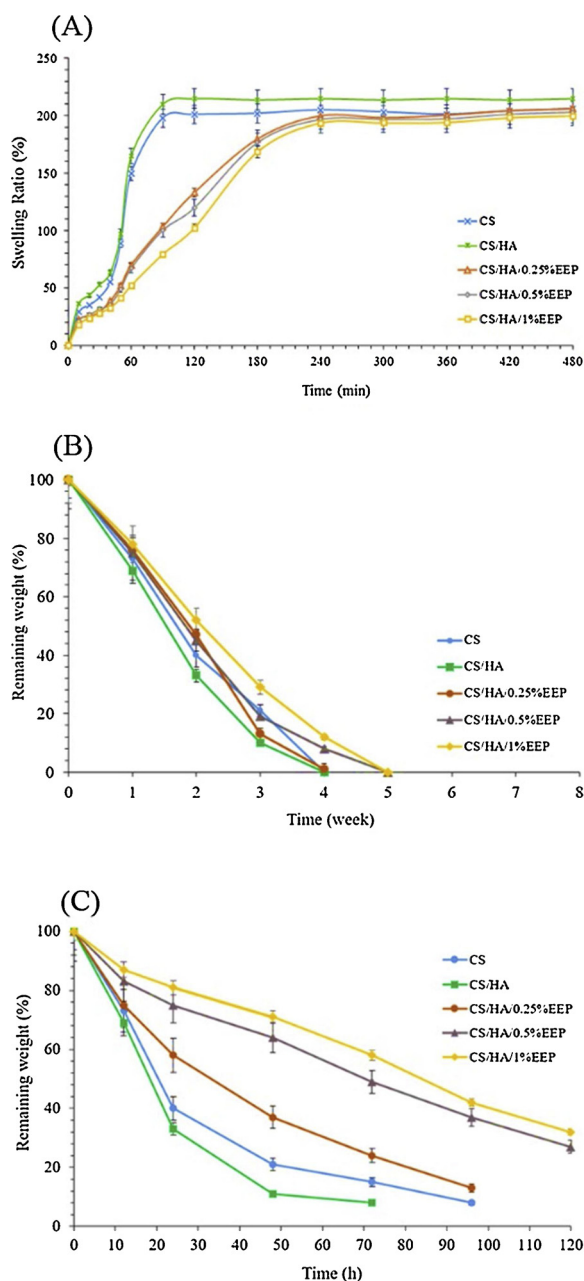 (A)
250
200
150
100
50
0
Swelling Ratio (%)
CS
CS/HA
CS/HA/0.25%EEP
CS/HA/0.5%EEP
CS/HA/1%EEP
0 60 120 180 240 300 360 420 480
Time (min)
(B)
100
80
60
40
20
0
Remaining weight (%)
CS
CS/HA
CS/HA/0.25%EEP
CS/HA/0.5%EEP
CS/HA/1%EEP
0 1 2 3 4 5 6 7 8
Time (week)
(C)
100
80
60
40
20
0
Remaining weight (%)
CS
CS/HA
CS/HA/0.25%EEP
CS/HA/0.5%EEP
CS/HA/1%EEP
0 10 20 30 40 50 60 70 80 90 100 110 120
Time (h)